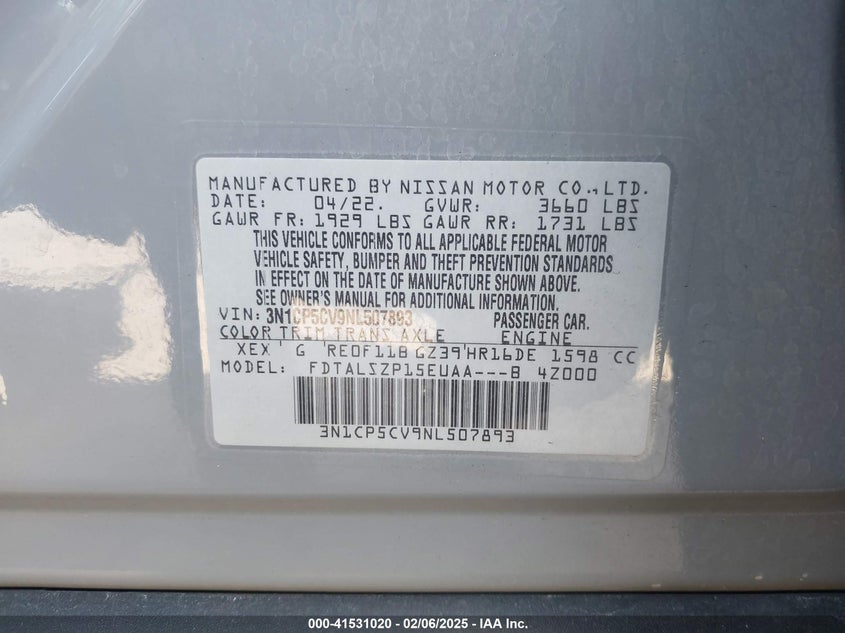 MANUFACTURED BY NISSAN MOTOR CO.,LTD.
DATE: 04/22. GVWR: 3660 LBS
GAWR FR: 1929 LBS GAWR RR: 1731 LBS
THIS VEHICLE CONFORMS TO ALL APPLICABLE FEDERAL MOTOR
VEHICLE SAFETY, BUMPER AND THEFT PREVENTION STANDARDS
IN EFFECT ON THE DATE OF MANUFACTURE SHOWN ABOVE.
SEE OWNER'S MANUAL FOR ADDITIONAL INFORMATION.
VIN: 3N1CP5CV9NL507893 PASSENGER CAR.
COLOR TRIM TRANS AXLE ENGINE
XEX' G 'RE0F11B GZ39'HR16DE 1598 CC
MODEL: FDTALSZP15EUAA---B 4Z000
3N1CP5CV9NL507893
000-41531020 - 02/06/2025 - IAA Inc.